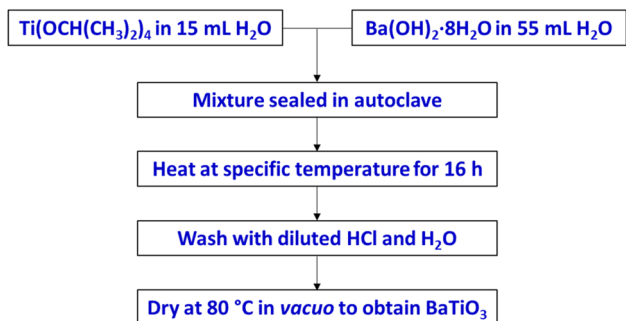 Ti(OCH(CH₃)₂)₄ in 15 mL H₂O
Ba(OH)₂·8H₂O in 55 mL H₂O
Mixture sealed in autoclave
Heat at specific temperature for 16 h
Wash with diluted HCl and H₂O
Dry at 80 °C in vacuo to obtain BaTiO₃